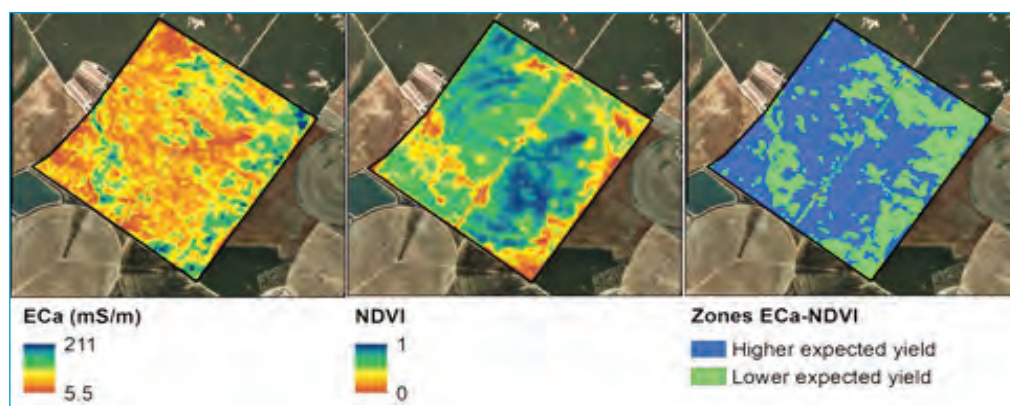 ECa (mS/m)
211
5.5
NDVI
1
0
Zones ECa-NDVI
Higher expected yield
Lower expected yield